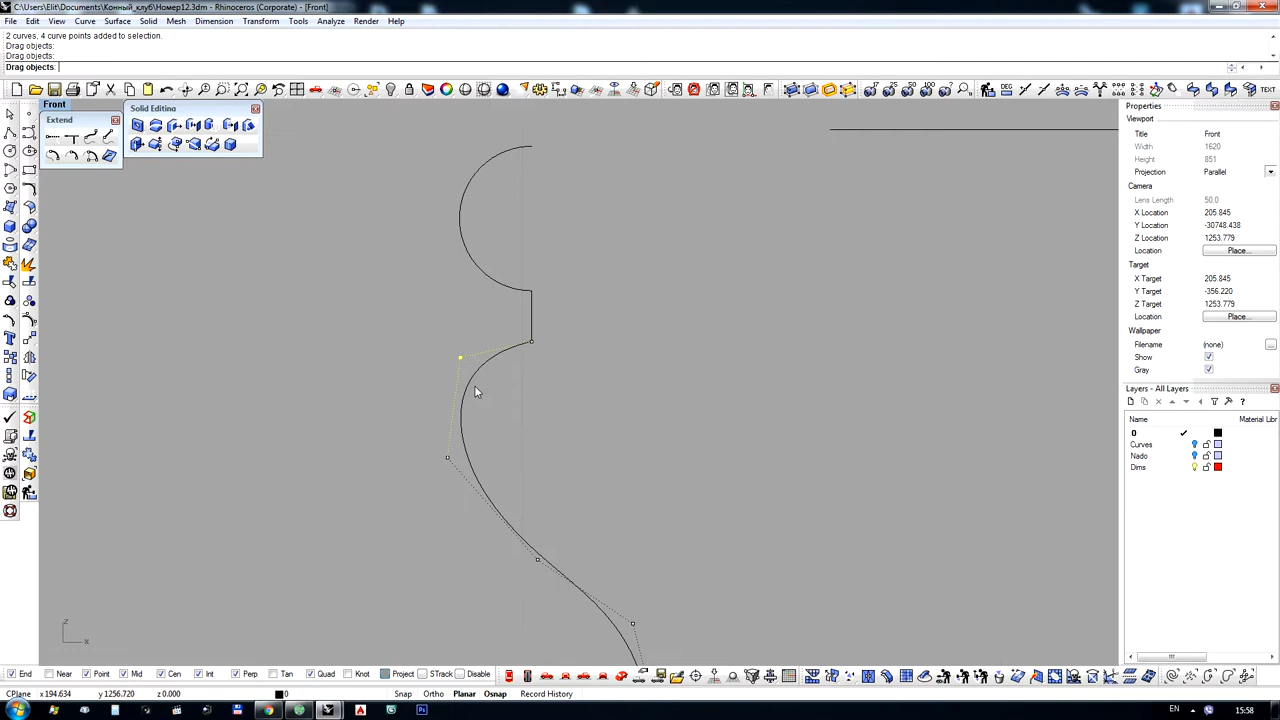 C:\Users\Elit\Documents\Конный_клуб\Номер12.3dm - Rhinoceros (Corporate) - [Front]
File Edit View Curve Surface Solid Mesh Dimension Transform Tools Analyze Render Help
2 curves, 4 curve points added to selection.
Drag objects:
Drag objects:
Drag objects:
TEXT
Front
Extend
Solid Editing
Properties
Viewport
Title Front
Width 1620
Height 851
Projection Parallel
Camera
Lens Length 50.0
X Location 205.845
Y Location -30748.438
Z Location 1253.779
Location Place...
Target
X Target 205.845
Y Target -356.220
Z Target 1253.779
Location Place...
Wallpaper
Filename (none)
Show
Gray
Layers - All Layers
Name Material Libr
0
Curves
Nado
Dims
z
x
End Near Point Mid Cen Int Perp Tan Quad Knot Project STrack Disable
CPlane x194.634 y 1256.720 z0.000 0 Snap Ortho Planar Osnap Record History
EN 15:58